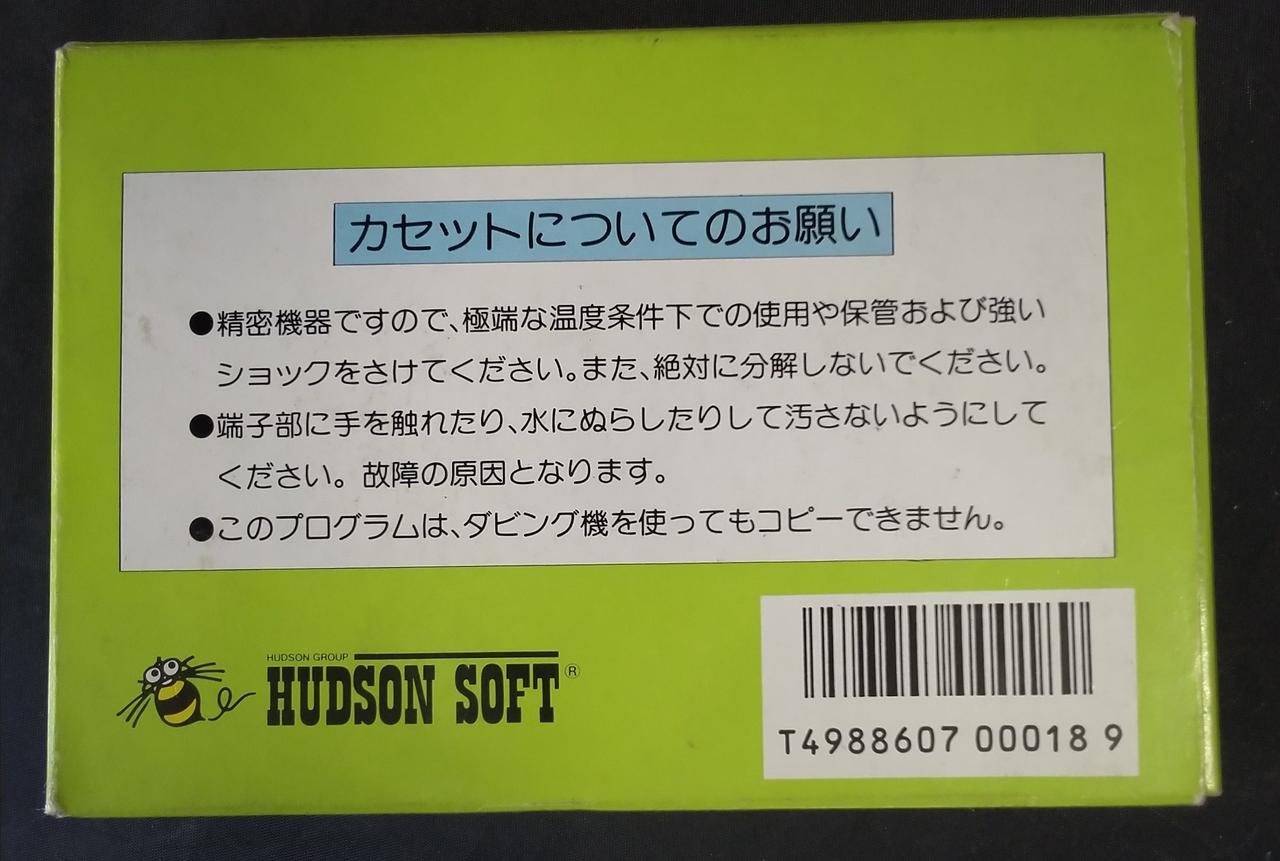 カセットについてのお願い
●精密機器ですので、極端な温度条件下での使用や保管および強い
ショックをさけてください。また、絶対に分解しないでください。
●端子部に手を触れたり、水にぬらしたりして汚さないようにして
ください。故障の原因となります。
●このプログラムは、ダビング機を使ってもコピーできません。
HUDSON GROUP
HUDSON SOFT®
T4988607 00018 9